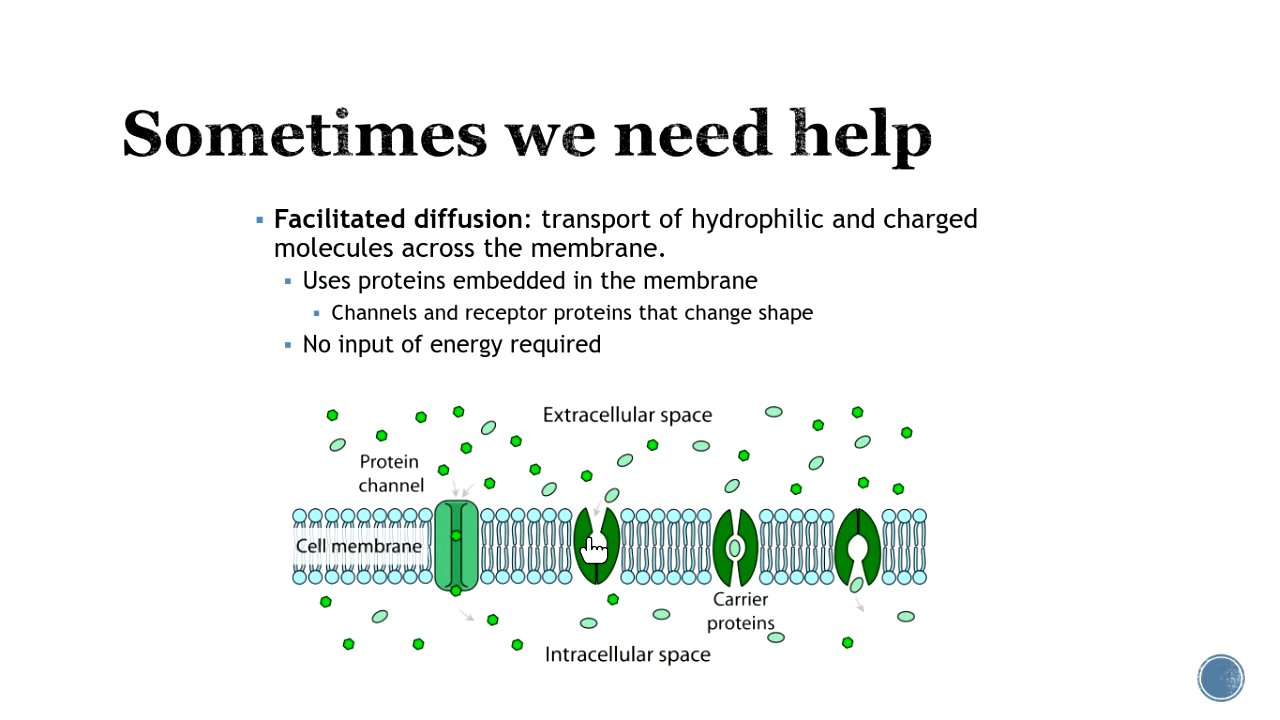 Sometimes we need help
Facilitated diffusion: transport of hydrophilic and charged
molecules across the membrane.
Uses proteins embedded in the membrane
Channels and receptor proteins that change shape
No input of energy required
Extracellular space
Protein
channel
Cell membrane
Carrier
proteins
Intracellular space